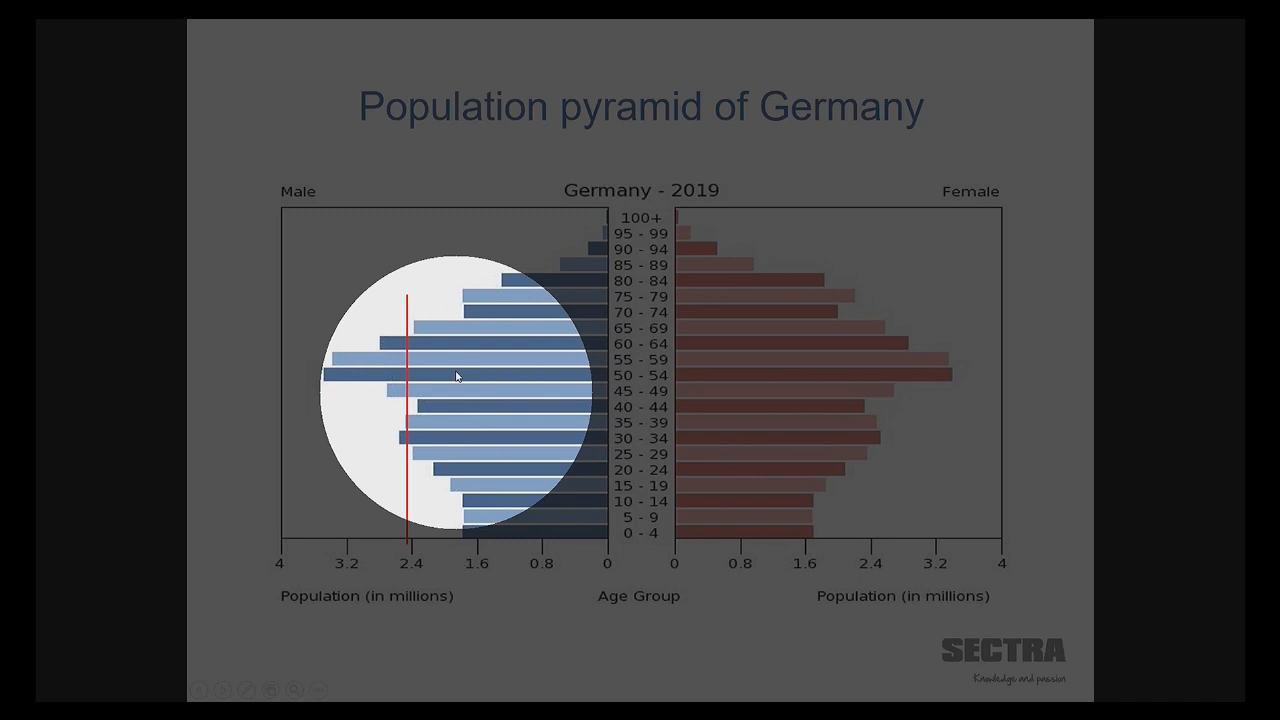 Population pyramid of Germany
Male
Germany - 2019
Female
100+
95 - 99
90 - 94
85 - 89
80 - 84
75 - 79
70 - 74
65 - 69
60 - 64
55 - 59
50 - 54
45 - 49
40 - 44
35 - 39
30 - 34
25 - 29
20 - 24
15 - 19
10 - 14
5 - 9
0 - 4
4 3.2 2.4 1.6 0.8 0 0 0.8 1.6 2.4 3.2 4
Population (in millions) Age Group Population (in millions)
SECTRA
Knowledge and passion